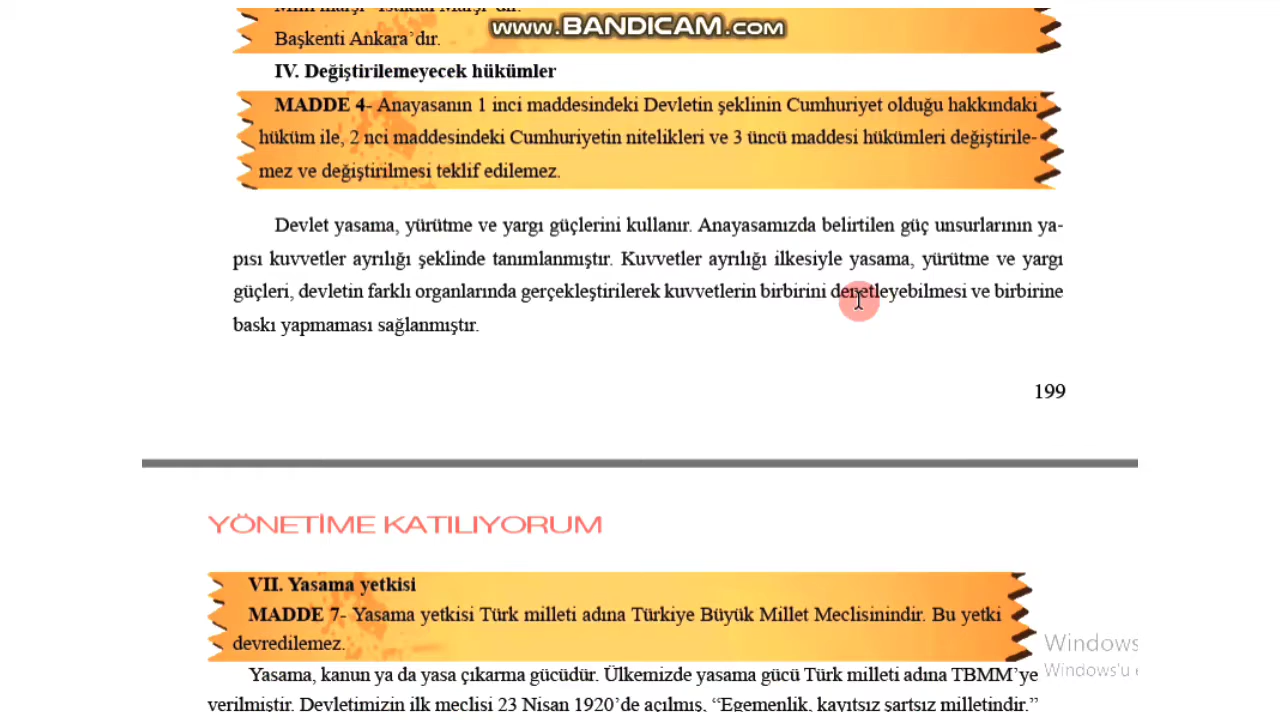 Milli marşı “İstiklal Marşı”dır.
www.BANDICAM.com
Başkenti Ankara’dır.
IV. Değiştirilemeyecek hükümler
MADDE 4- Anayasanın 1 inci maddesindeki Devletin şeklinin Cumhuriyet olduğu hakkındaki
hüküm ile, 2 nci maddesindeki Cumhuriyetin nitelikleri ve 3 üncü maddesi hükümleri değiştirile-
mez ve değiştirilmesi teklif edilemez.
Devlet yasama, yürütme ve yargı güçlerini kullanır. Anayasamızda belirtilen güç unsurlarının ya-
pısı kuvvetler ayrılığı şeklinde tanımlanmıştır. Kuvvetler ayrılığı ilkesiyle yasama, yürütme ve yargı
güçleri, devletin farklı organlarında gerçekleştirilerek kuvvetlerin birbirini denetleyebilmesi ve birbirine
baskı yapmaması sağlanmıştır.
199
YÖNETİME KATILIYORUM
VII. Yasama yetkisi
MADDE 7- Yasama yetkisi Türk milleti adına Türkiye Büyük Millet Meclisinindir. Bu yetki
devredilemez.
Windows
Windows'u e
Yasama, kanun ya da yasa çıkarma gücüdür. Ülkemizde yasama gücü Türk milleti adına TBMM’ye
verilmiştir. Devletimizin ilk meclisi 23 Nisan 1920’de açılmış, “Egemenlik, kayıtsız şartsız milletindir.”